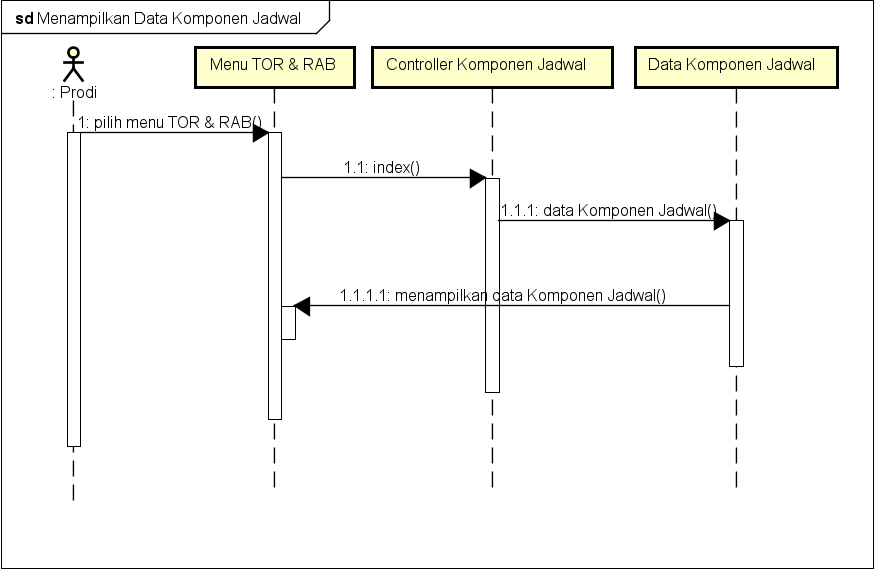 sd Menampilkan Data Komponen Jadwal
: Prodi
Menu TOR & RAB
Controller Komponen Jadwal
Data Komponen Jadwal
1: pilih menu TOR & RAB()
1.1: index()
1.1.1: data Komponen Jadwal()
1.1.1.1: menampilkan data Komponen Jadwal()